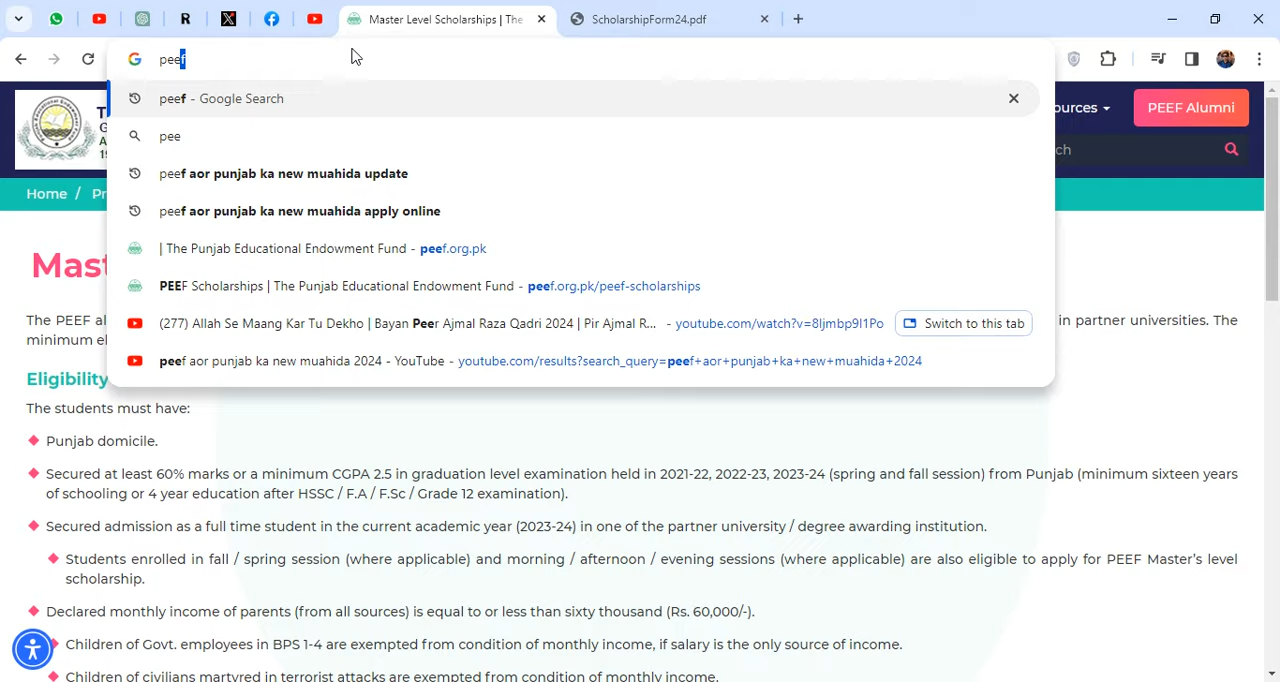 Master Level Scholarships | The
ScholarshipForm24.pdf
peef
peef - Google Search
pee
peef aor punjab ka new muahida update
peef aor punjab ka new muahida apply online
| The Punjab Educational Endowment Fund - peef.org.pk
PEEF Scholarships | The Punjab Educational Endowment Fund - peef.org.pk/peef-scholarships
(277) Allah Se Maang Kar Tu Dekho | Bayan Peer Ajmal Raza Qadri 2024 | Pir Ajmal R... - youtube.com/watch?v=8ljmbp9l1Po
Switch to this tab
peef aor punjab ka new muahida 2024 - YouTube - youtube.com/results?search_query=peef+aor+punjab+ka+new+muahida+2024
ources
PEEF Alumni
ch
Home / Pr
Mast
The PEEF al
in partner universities. The
minimum el
Eligibility
The students must have:
Punjab domicile.
Secured at least 60% marks or a minimum CGPA 2.5 in graduation level examination held in 2021-22, 2022-23, 2023-24 (spring and fall session) from Punjab (minimum sixteen years
of schooling or 4 year education after HSSC / F.A / F.Sc / Grade 12 examination).
Secured admission as a full time student in the current academic year (2023-24) in one of the partner university / degree awarding institution.
Students enrolled in fall / spring session (where applicable) and morning / afternoon / evening sessions (where applicable) are also eligible to apply for PEEF Master's level
scholarship.
Declared monthly income of parents (from all sources) is equal to or less than sixty thousand (Rs. 60,000/-).
Children of Govt. employees in BPS 1-4 are exempted from condition of monthly income, if salary is the only source of income.
Children of civilians martyred in terrorist attacks are exempted from condition of monthly income.